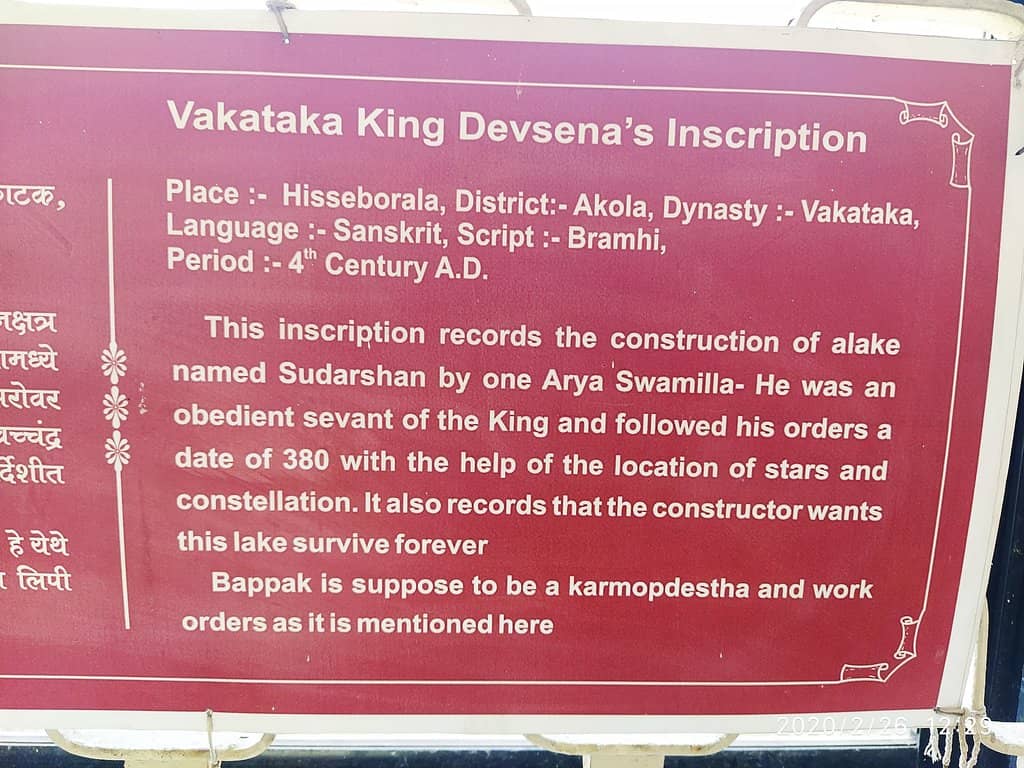 Vakataka King Devsena's Inscription
Place :- Hisseborala, District:- Akola, Dynasty :- Vakataka,
Language :- Sanskrit, Script :- Bramhi,
Period :- 4th Century A.D.
This inscription records the construction of alake
named Sudarshan by one Arya Swamilla- He was an
obedient sevant of the King and followed his orders a
date of 380 with the help of the location of stars and
constellation. It also records that the constructor wants
this lake survive forever
Bappak is suppose to be a karmopdestha and work
orders as it is mentioned here
हे येथे
लिपी
2020/2/26 12:29